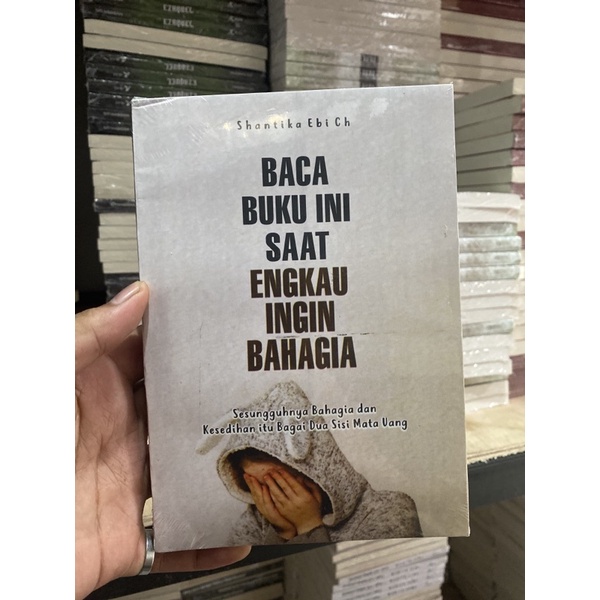 Shantika Ebi Ch
BACA
BUKU INI
SAAT
ENGKAU
INGIN
BAHAGIA
Sesungguhnya Bahagia dan
Kesedihan itu Bagai Dua Sisi Mata Uang